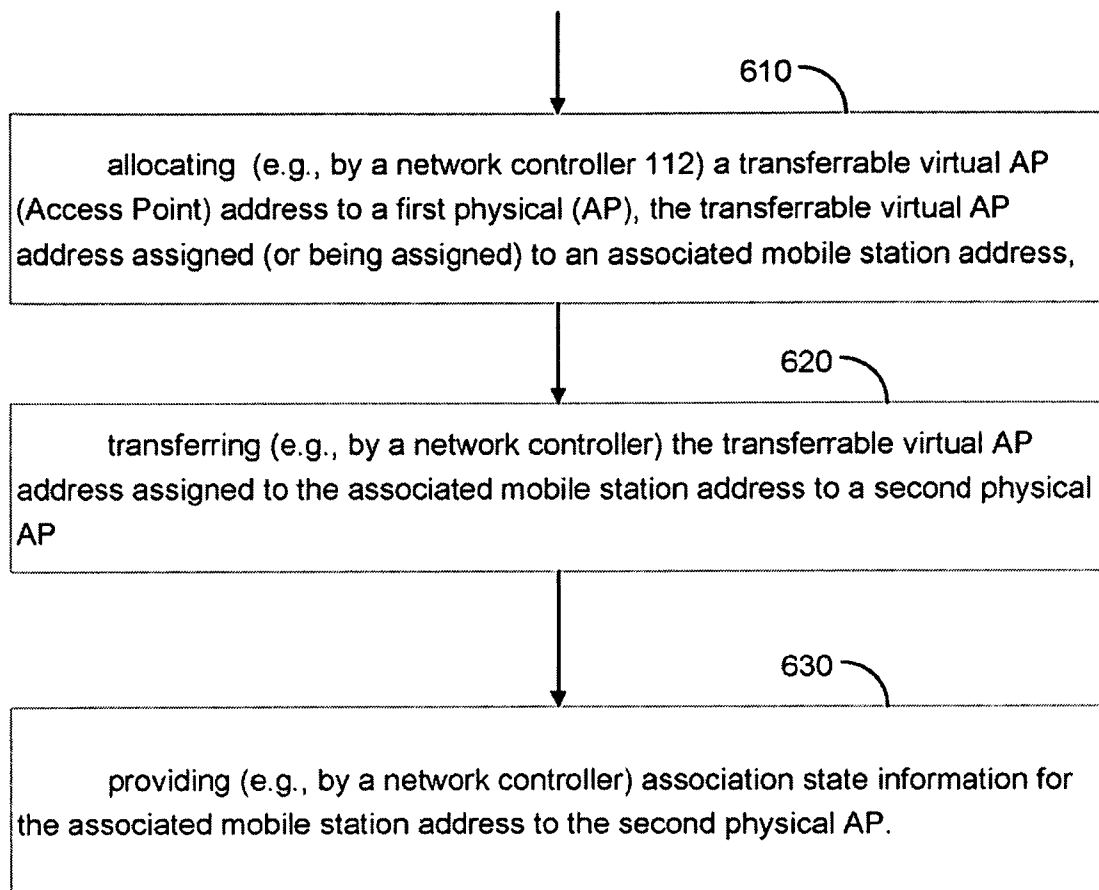 610
allocating (e.g., by a network controller 112) a transferrable virtual AP
(Access Point) address to a first physical (AP), the transferrable virtual AP
address assigned (or being assigned) to an associated mobile station address,
620
transferring (e.g., by a network controller) the transferrable virtual AP
address assigned to the associated mobile station address to a second physical
AP
630
providing (e.g., by a network controller) association state information for
the associated mobile station address to the second physical AP.